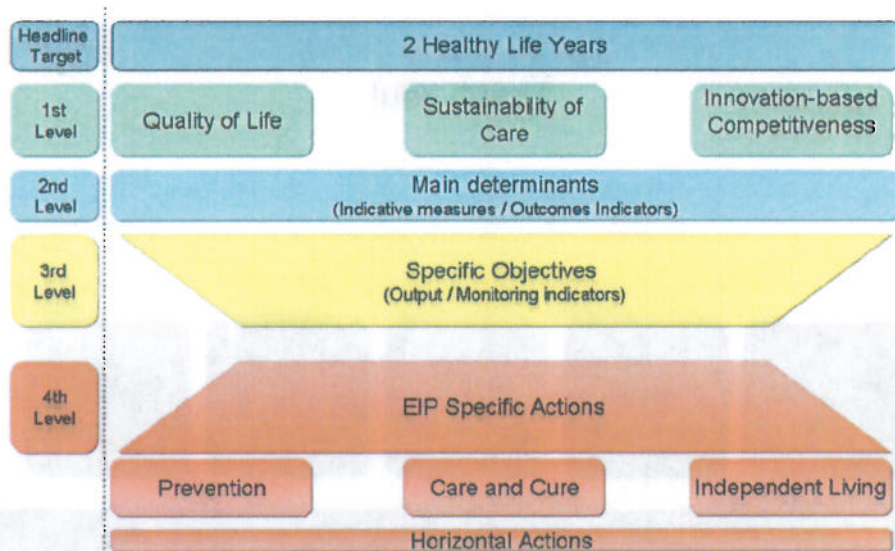 Headline
Target
2 Healthy Life Years
1st
Level
Quality of Life
Sustainability of
Care
Innovation-based
Competitiveness
2nd
Level
Main determinants
(Indicative measures / Outcomes Indicators)
3rd
Level
Specific Objectives
(Output / Monitoring indicators)
4th
Level
EIP Specific Actions
Prevention
Care and Cure
Independent Living
Horizontal Actions